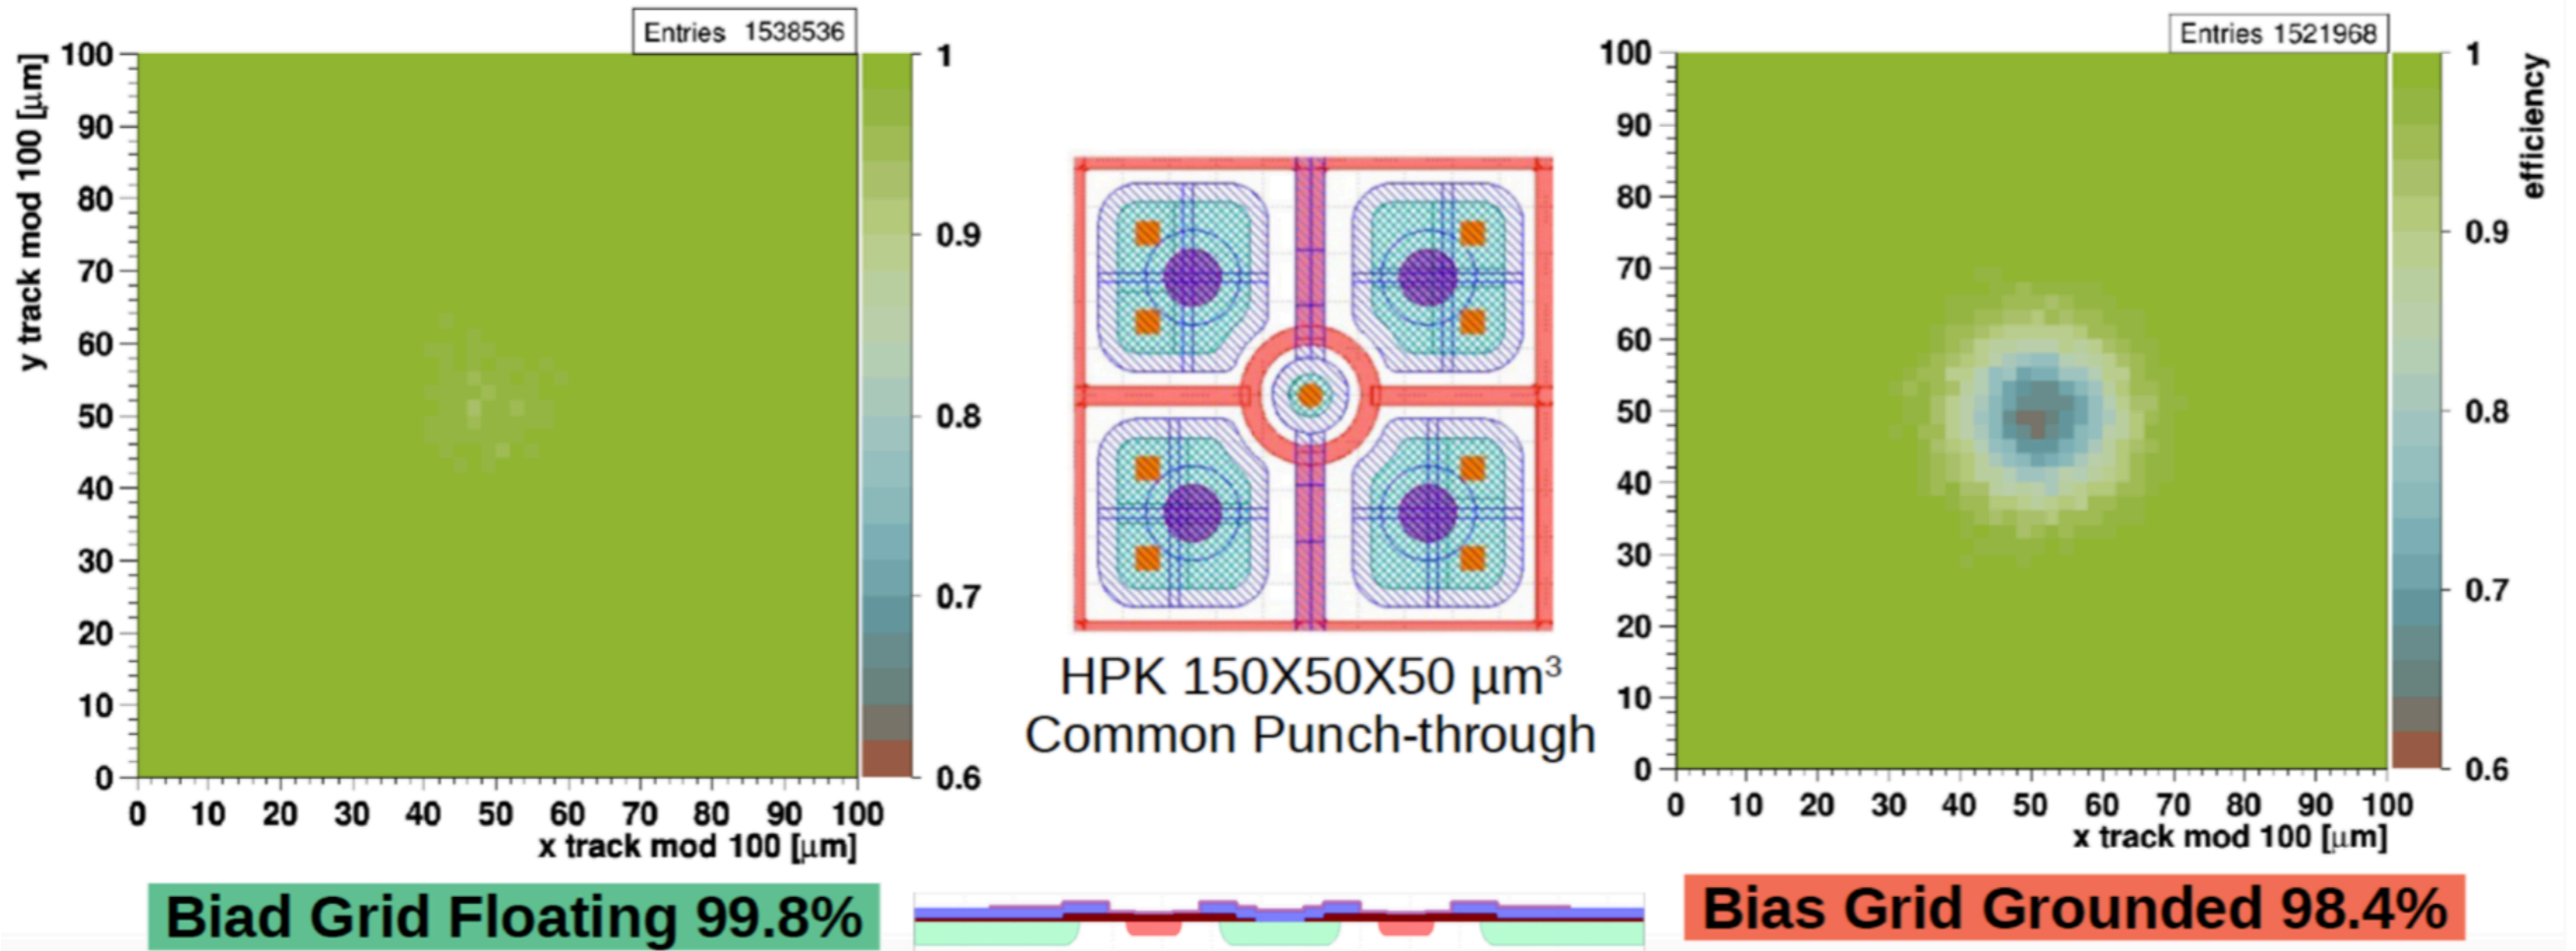 Entries 1538536
y track mod 100 [μm]
100
90
80
70
60
50
40
30
20
10
0
0 10 20 30 40 50 60 70 80 90 100
x track mod 100 [μm]
1
0.9
0.8
0.7
0.6
Biad Grid Floating 99.8%
HPK 150X50X50 μm³
Common Punch-through
Entries 1521968
100
90
80
70
60
50
40
30
20
10
0
0 10 20 30 40 50 60 70 80 90 100
x track mod 100 [μm]
1
0.9
0.8
0.7
0.6
efficiency
Bias Grid Grounded 98.4%